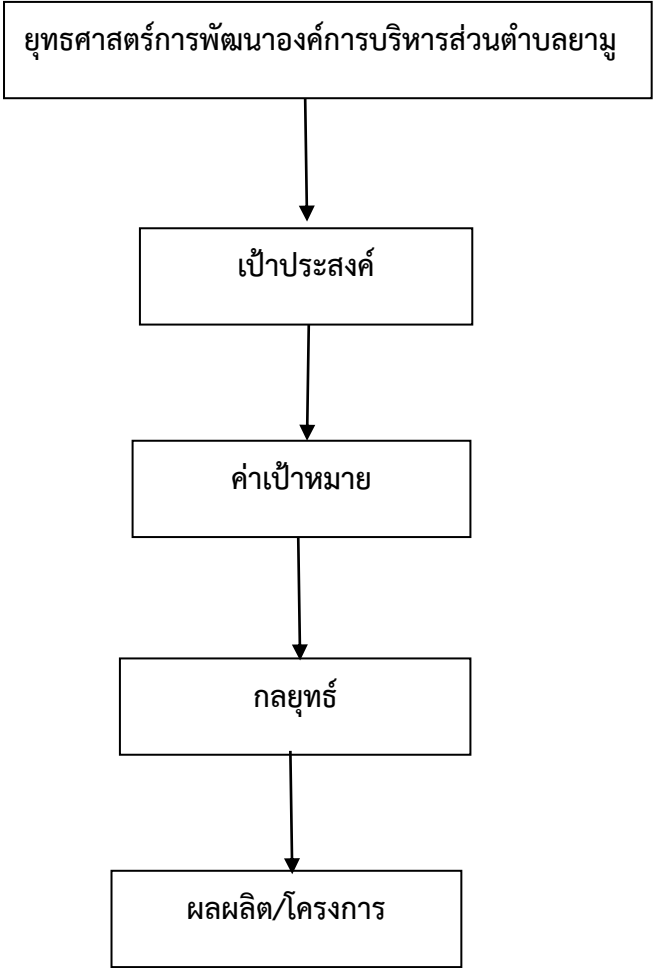 ยุทธศาสตร์การพัฒนาองค์การบริหารส่วนตำบลยามู
เป้าประสงค์
ค่าเป้าหมาย
กลยุทธ์
ผลผลิต/โครงการ